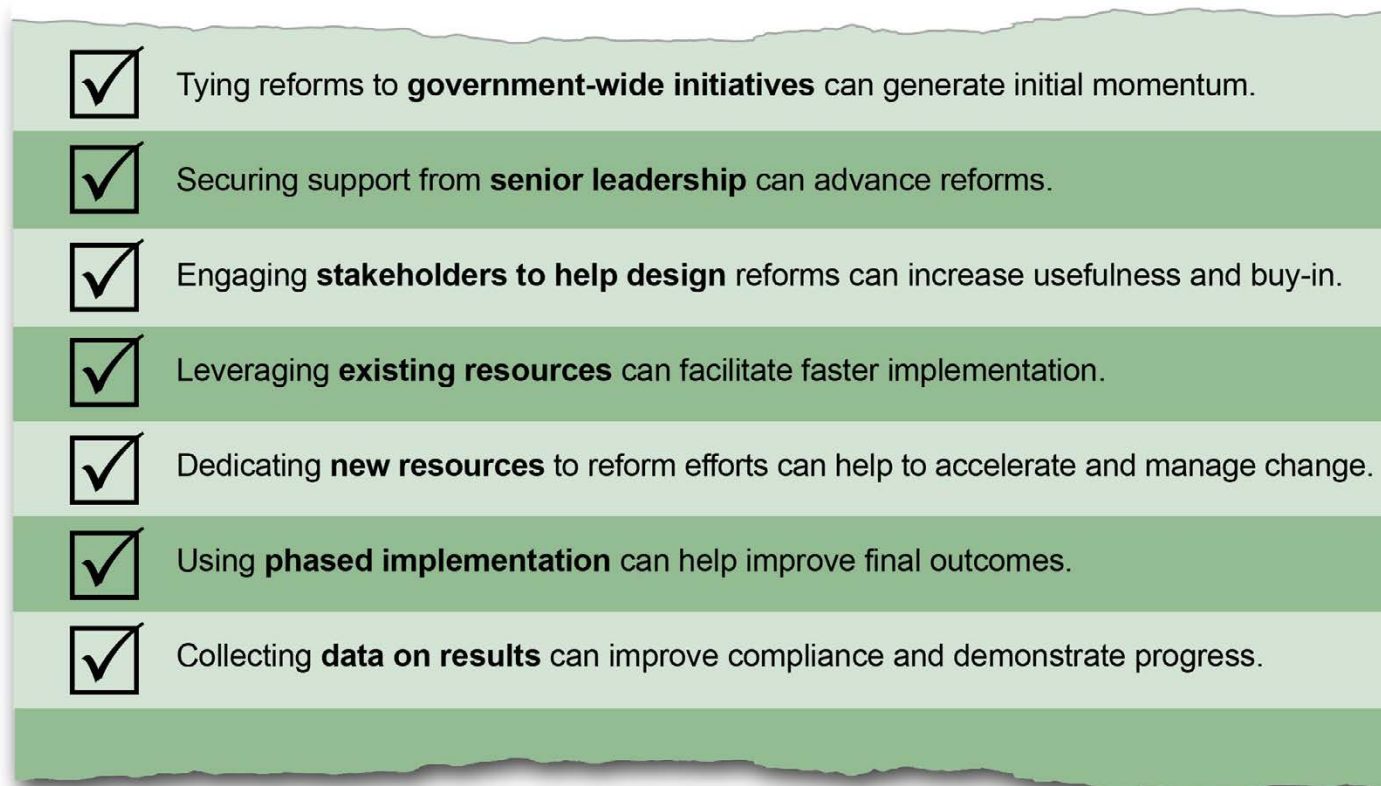 Tying reforms to government-wide initiatives can generate initial momentum.
Securing support from senior leadership can advance reforms.
Engaging stakeholders to help design reforms can increase usefulness and buy-in.
Leveraging existing resources can facilitate faster implementation.
Dedicating new resources to reform efforts can help to accelerate and manage change.
Using phased implementation can help improve final outcomes.
Collecting data on results can improve compliance and demonstrate progress.